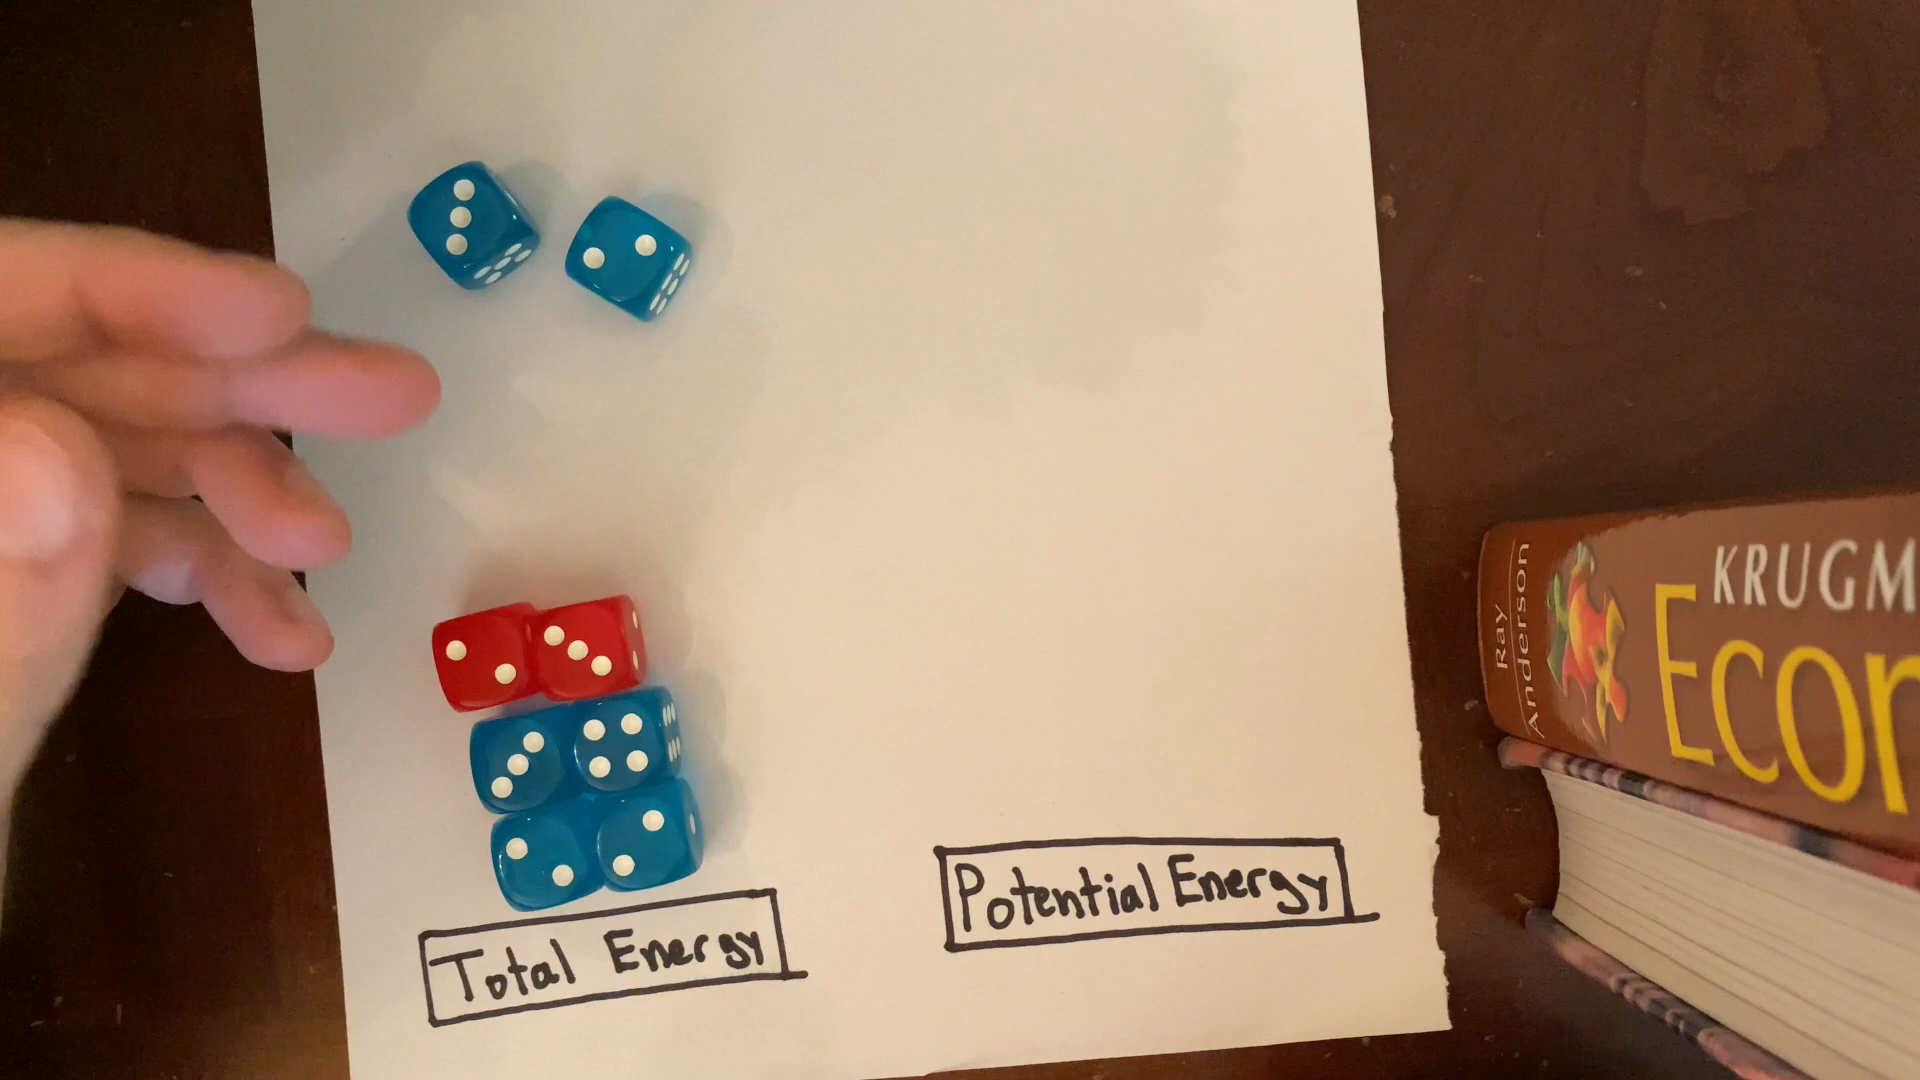 Total Energy
Potential Energy
Ray
Anderson
KRUGM
ECON